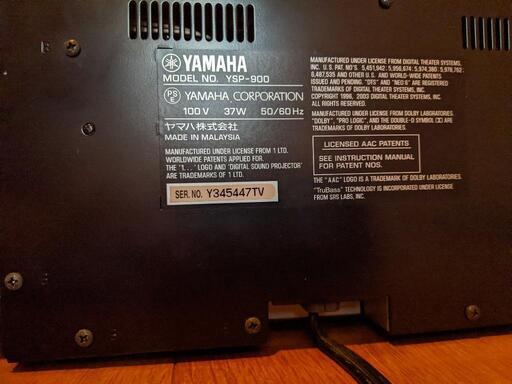 YAMAHA
MODEL NO. YSP-900
PS E YAMAHA CORPORATION
100 V 37W 50/60 Hz
ヤマハ株式会社
MADE IN MALAYSIA
MANUFACTURED UNDER LICENSE FROM 1 LTD.
WORLDWIDE PATENTS APPLIED FOR.
THE "1..." LOGO AND "DIGITAL SOUND PROJECTOR"
ARE TRADEMARKS OF 1 LTD.
SER. NO. Y345447TV
MANUFACTURED UNDER LICENSE FROM DIGITAL THEATER SYSTEMS,
INC. U.S. PAT. NO'S. 5,451,942 ; 5,956,674 ; 5,974,380 ; 5,978,762 ;
6,487,535 AND OTHER U.S. AND WORLD-WIDE PATENTS
ISSUED AND PENDING. "DTS" AND "NEO:6" ARE TRADEMARKS
OF DIGITAL THEATER SYSTEMS, INC.
COPYRIGHT 1996, 2003 DIGITAL THEATER SYSTEMS, INC.
ALL RIGHTS RESERVED.
MANUFACTURED UNDER LICENSE FROM DOLBY LABORATORIES.
"DOLBY", "PRO LOGIC", AND THE DOUBLE-D SYMBOL
ARE TRADEMARKS OF DOLBY LABORATORIES.
LICENSED AAC PATENTS
SEE INSTRUCTION MANUAL
FOR PATENT NOS.
THE "AAC" LOGO IS A TRADEMARK OF DOLBY LABORATORIES.
"TruBass" TECHNOLOGY IS INCORPORATED UNDER LICENSE
FROM SRS LABS, INC.